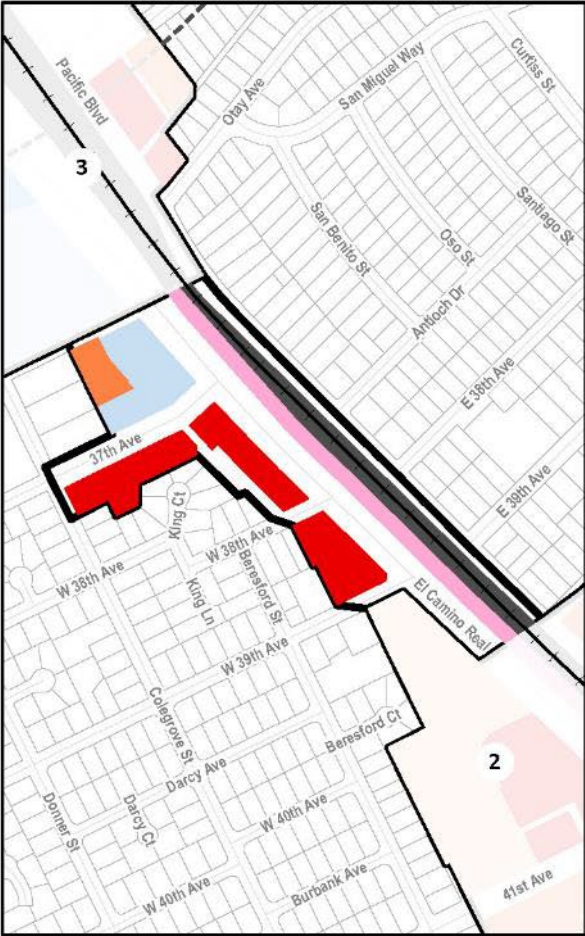 Pacific Blvd
Otay Ave
San Miguel Way
Curtiss St
3
San Benito St
Oso St
Santiago St
Antioch Dr
E 38th Ave
37th Ave
E 39th Ave
King Ct
W 38th Ave
W 38th Ave
King Ln
Beresford St
El Camino Real
W 39th Ave
Colegrove St
Beresford Ct
2
Darcy Ave
Donner St
Darcy Ct
W 40th Ave
W 40th Ave
Burbank Ave
41st Ave